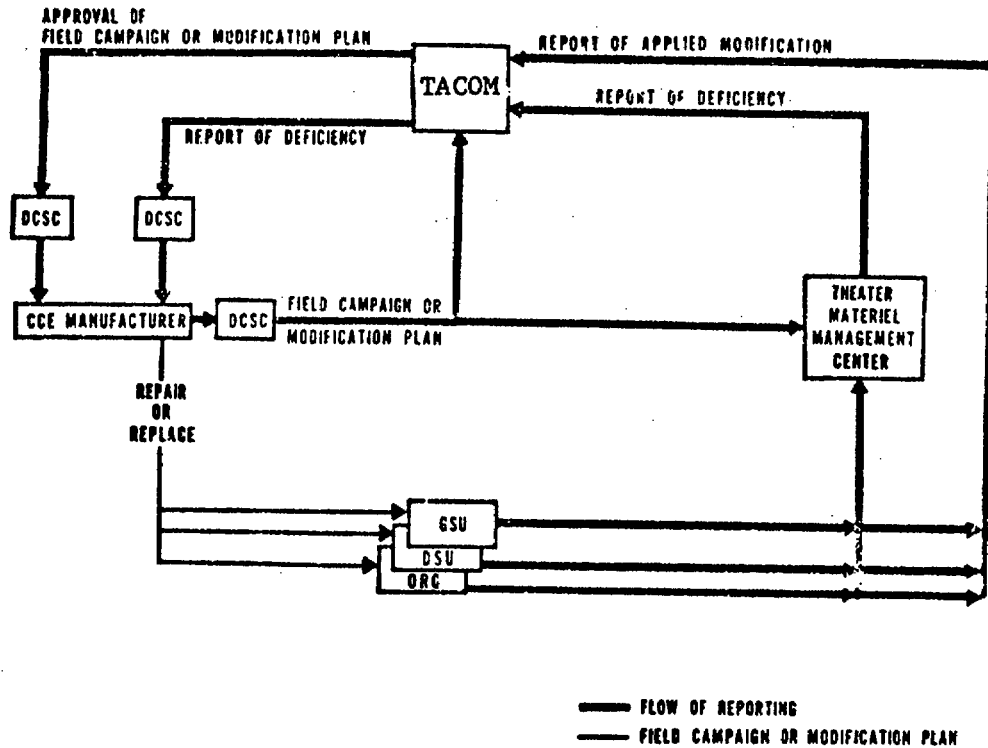 APPROVAL OF
FIELD CAMPAIGN OR MODIFICATION PLAN
REPORT OF APPLIED MODIFICATION
TACOM
REPORT OF DEFICIENCY
REPORT OF DEFICIENCY
DCSC
DCSC
CCE MANUFACTURER
DCSC
FIELD CAMPAIGN OR
MODIFICATION PLAN
THEATER
MATERIEL
MANAGEMENT
CENTER
REPAIR
OR
REPLACE
GSU
DSU
ORG
FLOW OF REPORTING
FIELD CAMPAIGN OR MODIFICATION PLAN